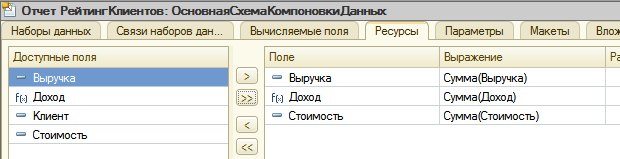 Отчет РейтингКлиентов: ОсновнаяСхемаКомпоновкиДанных
Наборы данных Связи наборов дан... Вычисляемые поля Ресурсы Параметры Макеты Влож
Доступные поля
Выручка
Доход
Клиент
Стоимость
>
>>
<
<<
Поле Выражение Ра
Выручка Сумма(Выручка)
Доход Сумма(Доход)
Стоимость Сумма(Стоимость)